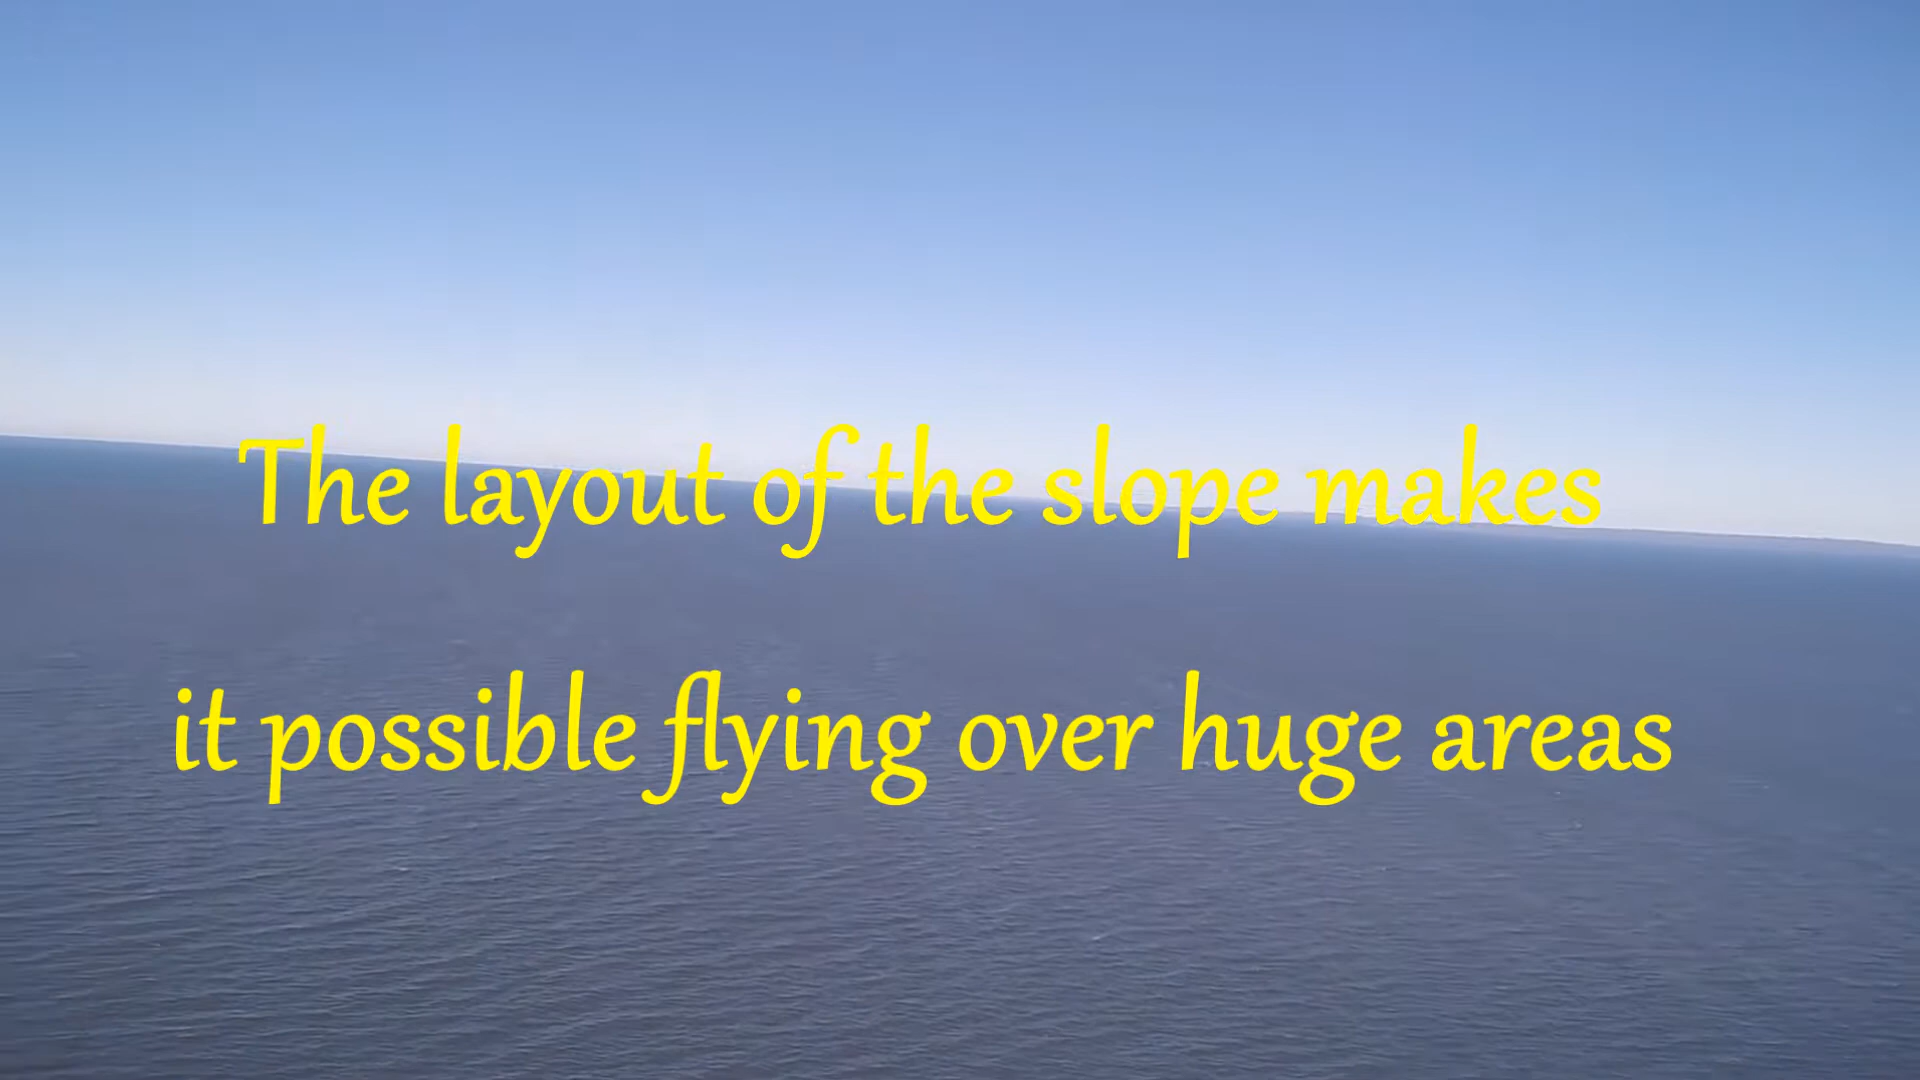 The layout of the slope makes
it possible flying over huge areas